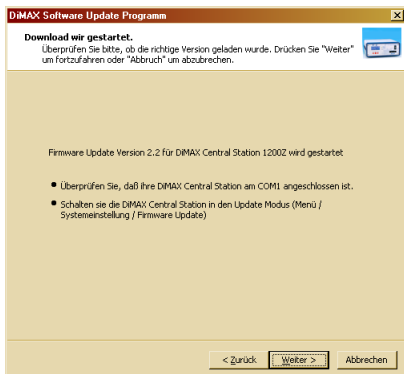 DiMAX Software Update Programm
Download wir gestartet.
Überprüfen Sie bitte, ob die richtige Version geladen wurde. Drücken Sie "Weiter"
um fortzufahren oder "Abbruch" um abzubrechen.
Firmware Update Version 2.2 für DiMAX Central Station 1200Z wird gestartet
• Überprüfen Sie, daß ihre DiMAX Central Station am COM1 angeschlossen ist.
• Schalten sie die DiMAX Central Station in den Update Modus (Menü /
Systemeinstellung / Firmware Update)
< Zurück Weiter > Abbrechen